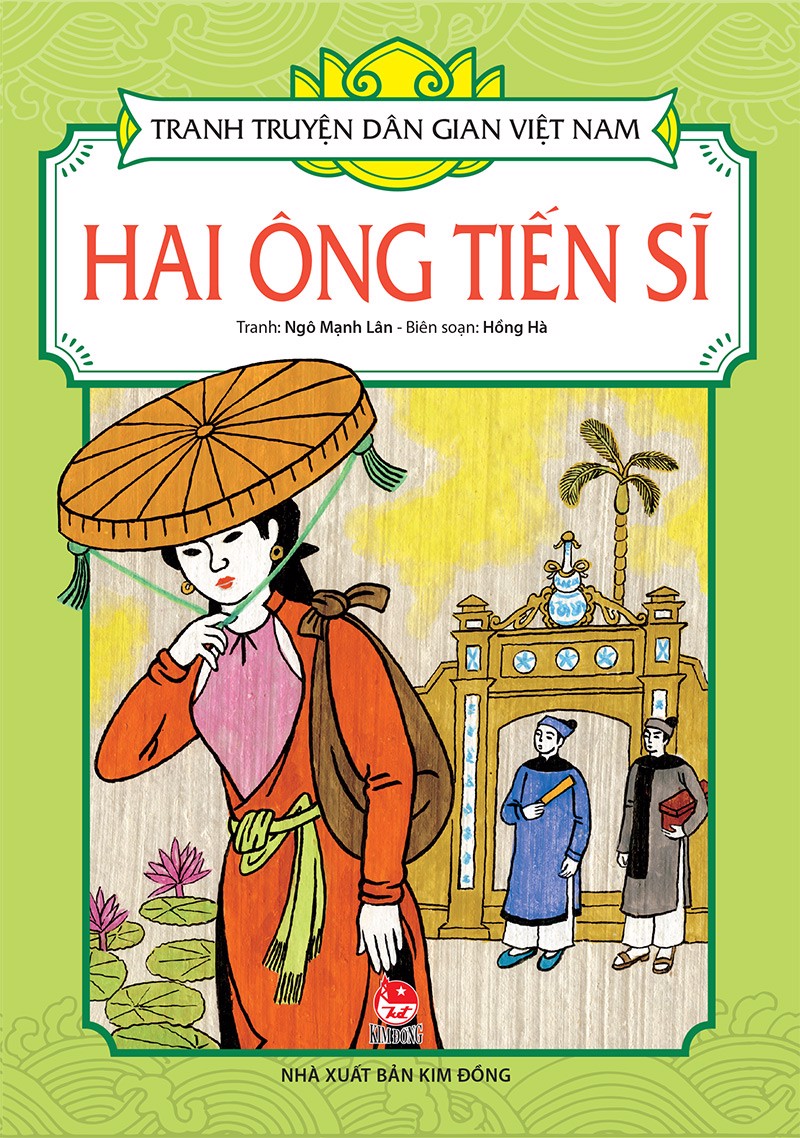 TRANH TRUYỆN DÂN GIAN VIỆT NAM
HAI ÔNG TIẾN SĨ
Tranh: Ngô Mạnh Lân - Biên soạn: Hồng Hà
KIM ĐỒNG
NHÀ XUẤT BẢN KIM ĐỒNG